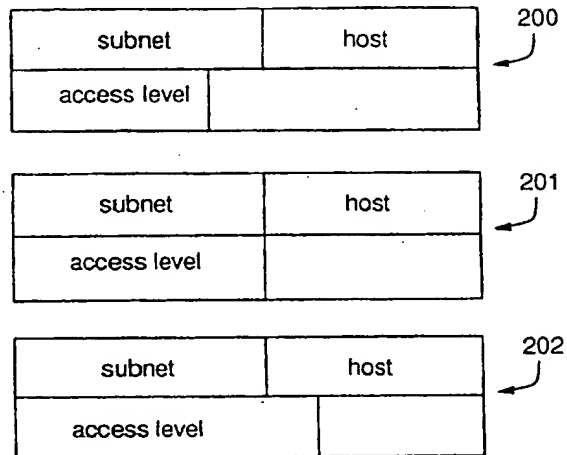 subnet host 200
access level
subnet host 201
access level
subnet host 202
access level